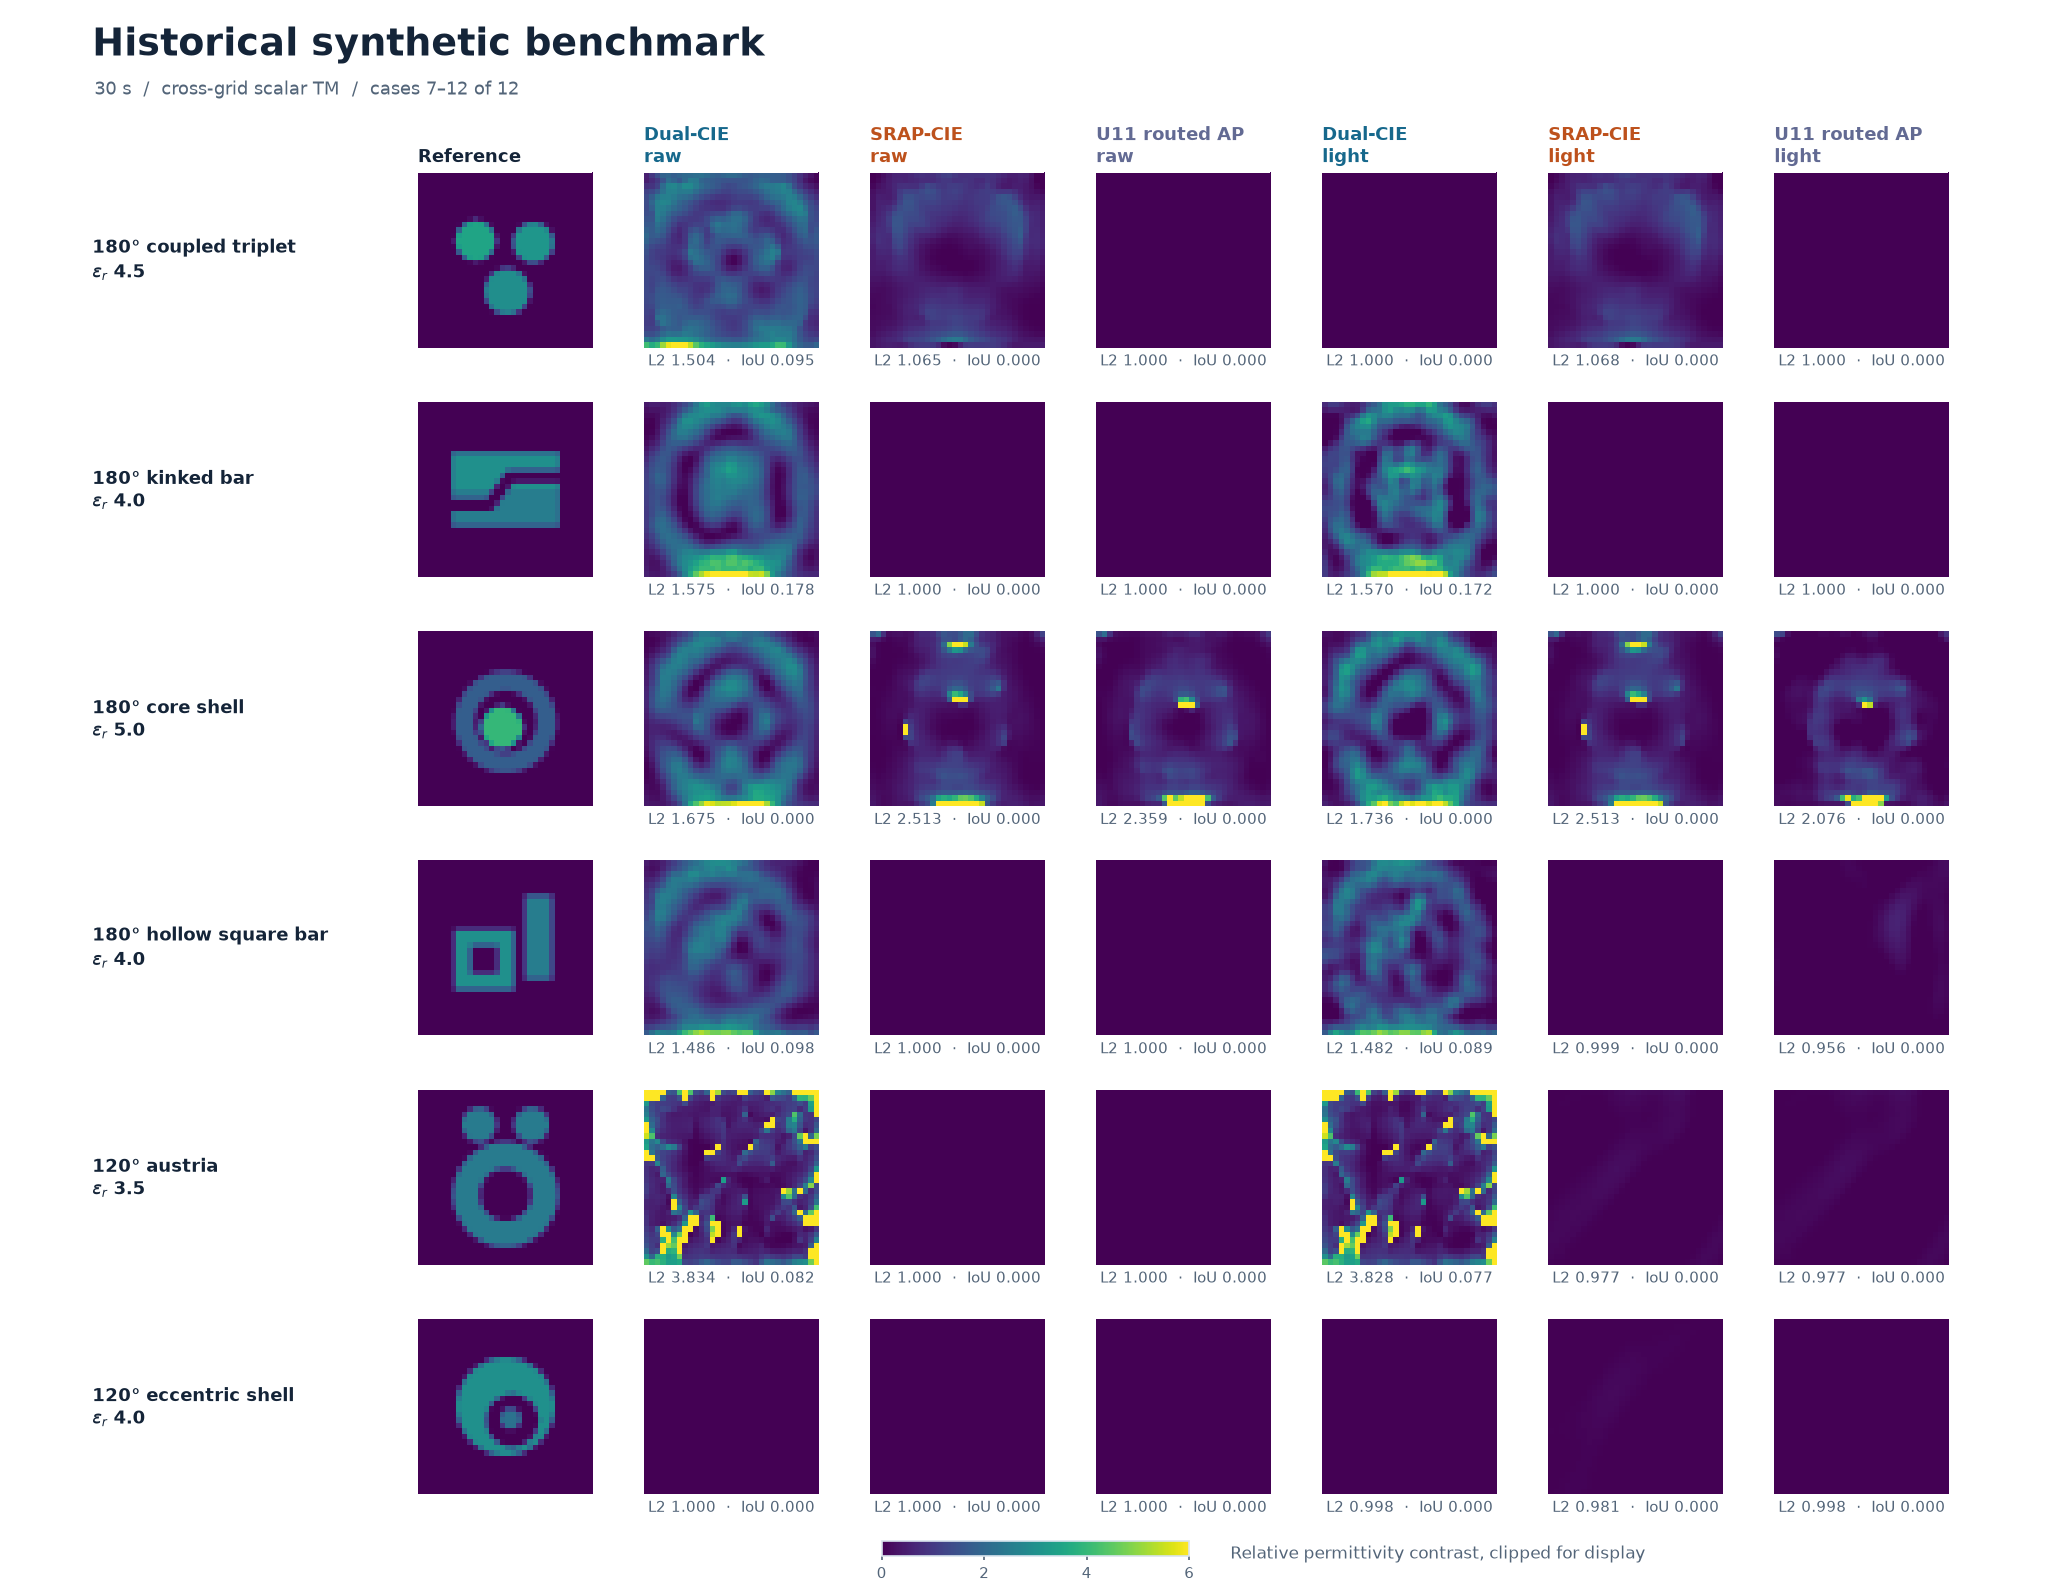 Historical synthetic benchmark
30 s / cross-grid scalar TM / cases 7–12 of 12
Reference
Dual-CIE
raw
SRAP-CIE
raw
U11 routed AP
raw
Dual-CIE
light
SRAP-CIE
light
U11 routed AP
light
180° coupled triplet
εr 4.5
L2 1.504 · IoU 0.095
L2 1.065 · IoU 0.000
L2 1.000 · IoU 0.000
L2 1.000 · IoU 0.000
L2 1.068 · IoU 0.000
L2 1.000 · IoU 0.000
180° kinked bar
εr 4.0
L2 1.575 · IoU 0.178
L2 1.000 · IoU 0.000
L2 1.000 · IoU 0.000
L2 1.570 · IoU 0.172
L2 1.000 · IoU 0.000
L2 1.000 · IoU 0.000
180° core shell
εr 5.0
L2 1.675 · IoU 0.000
L2 2.513 · IoU 0.000
L2 2.359 · IoU 0.000
L2 1.736 · IoU 0.000
L2 2.513 · IoU 0.000
L2 2.076 · IoU 0.000
180° hollow square bar
εr 4.0
L2 1.486 · IoU 0.098
L2 1.000 · IoU 0.000
L2 1.000 · IoU 0.000
L2 1.482 · IoU 0.089
L2 0.999 · IoU 0.000
L2 0.956 · IoU 0.000
120° austria
εr 3.5
L2 3.834 · IoU 0.082
L2 1.000 · IoU 0.000
L2 1.000 · IoU 0.000
L2 3.828 · IoU 0.077
L2 0.977 · IoU 0.000
L2 0.977 · IoU 0.000
120° eccentric shell
εr 4.0
L2 1.000 · IoU 0.000
L2 1.000 · IoU 0.000
L2 1.000 · IoU 0.000
L2 0.998 · IoU 0.000
L2 0.981 · IoU 0.000
L2 0.998 · IoU 0.000
0 2 4 6
Relative permittivity contrast, clipped for display